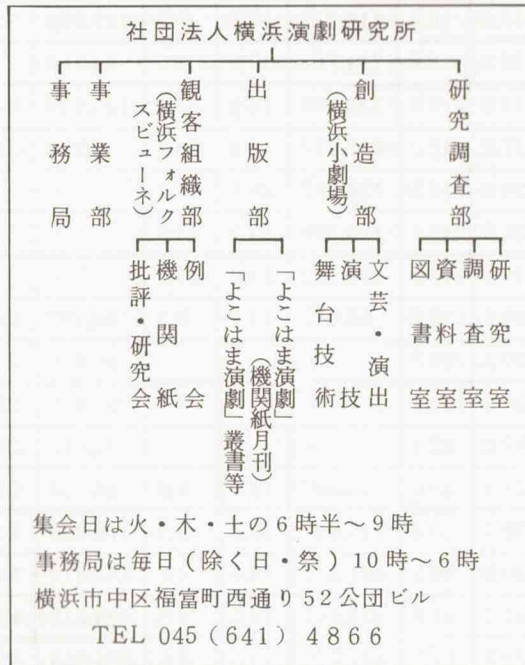 社団法人横浜演劇研究所
研究調査部
研究室
調査室
資料室
図書室
創造部
(横浜小劇場)
文芸・演出
演技
舞台技術
出版部
「よこはま演劇」
(機関紙月刊)
「よこはま演劇」叢書等
観客組織部
(横浜フォルク
スビューネ)
例会
機関紙
批評・研究会
事業部
事務局
集会日は火・木・土の6時半~9時
事務局は毎日(除く日・祭)10時~6時
横浜市中区福富町西通り52公団ビル
TEL 045(641)4866